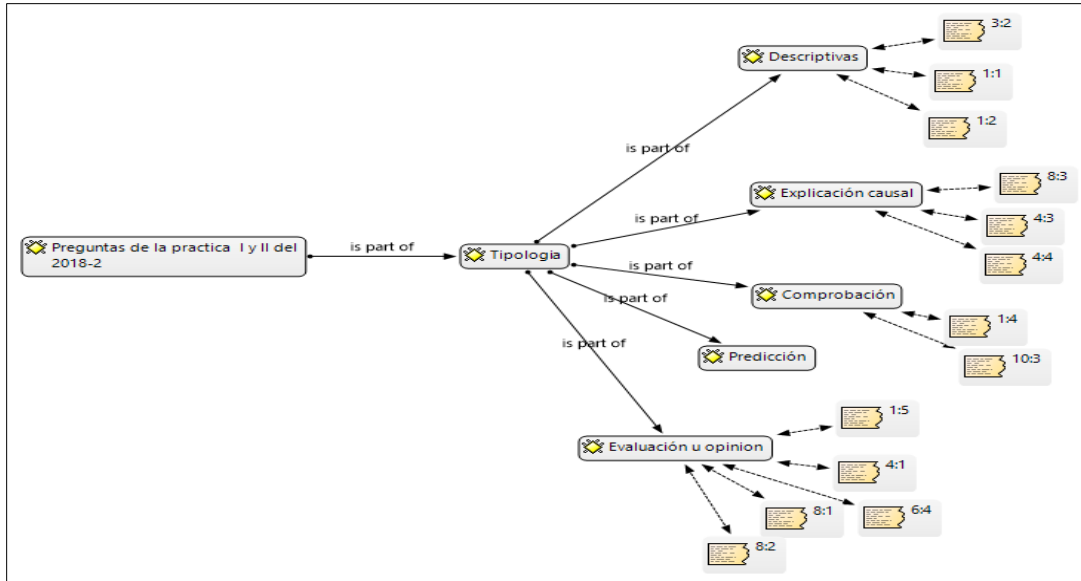 3:2
Descriptivas
1:1
1:2
is part of
8:3
Explicación causal
is part of
4:3
Preguntas de la practica  I y II del
2018-2
is part of
Tipologia
4:4
is part of
Comprobación
is part of
1:4
is part of
Predicción
10:3
1:5
Evaluación u opinion
4:1
8:1
6:4
8:2